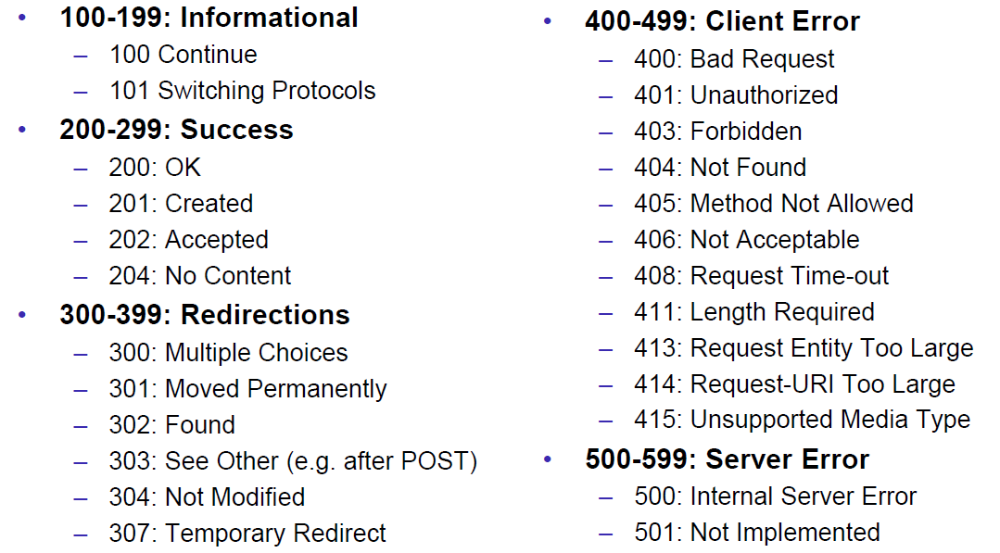 • 100-199: Informational
– 100 Continue
– 101 Switching Protocols
• 200-299: Success
– 200: OK
– 201: Created
– 202: Accepted
– 204: No Content
• 300-399: Redirections
– 300: Multiple Choices
– 301: Moved Permanently
– 302: Found
– 303: See Other (e.g. after POST)
– 304: Not Modified
– 307: Temporary Redirect
• 400-499: Client Error
– 400: Bad Request
– 401: Unauthorized
– 403: Forbidden
– 404: Not Found
– 405: Method Not Allowed
– 406: Not Acceptable
– 408: Request Time-out
– 411: Length Required
– 413: Request Entity Too Large
– 414: Request-URI Too Large
– 415: Unsupported Media Type
• 500-599: Server Error
– 500: Internal Server Error
– 501: Not Implemented